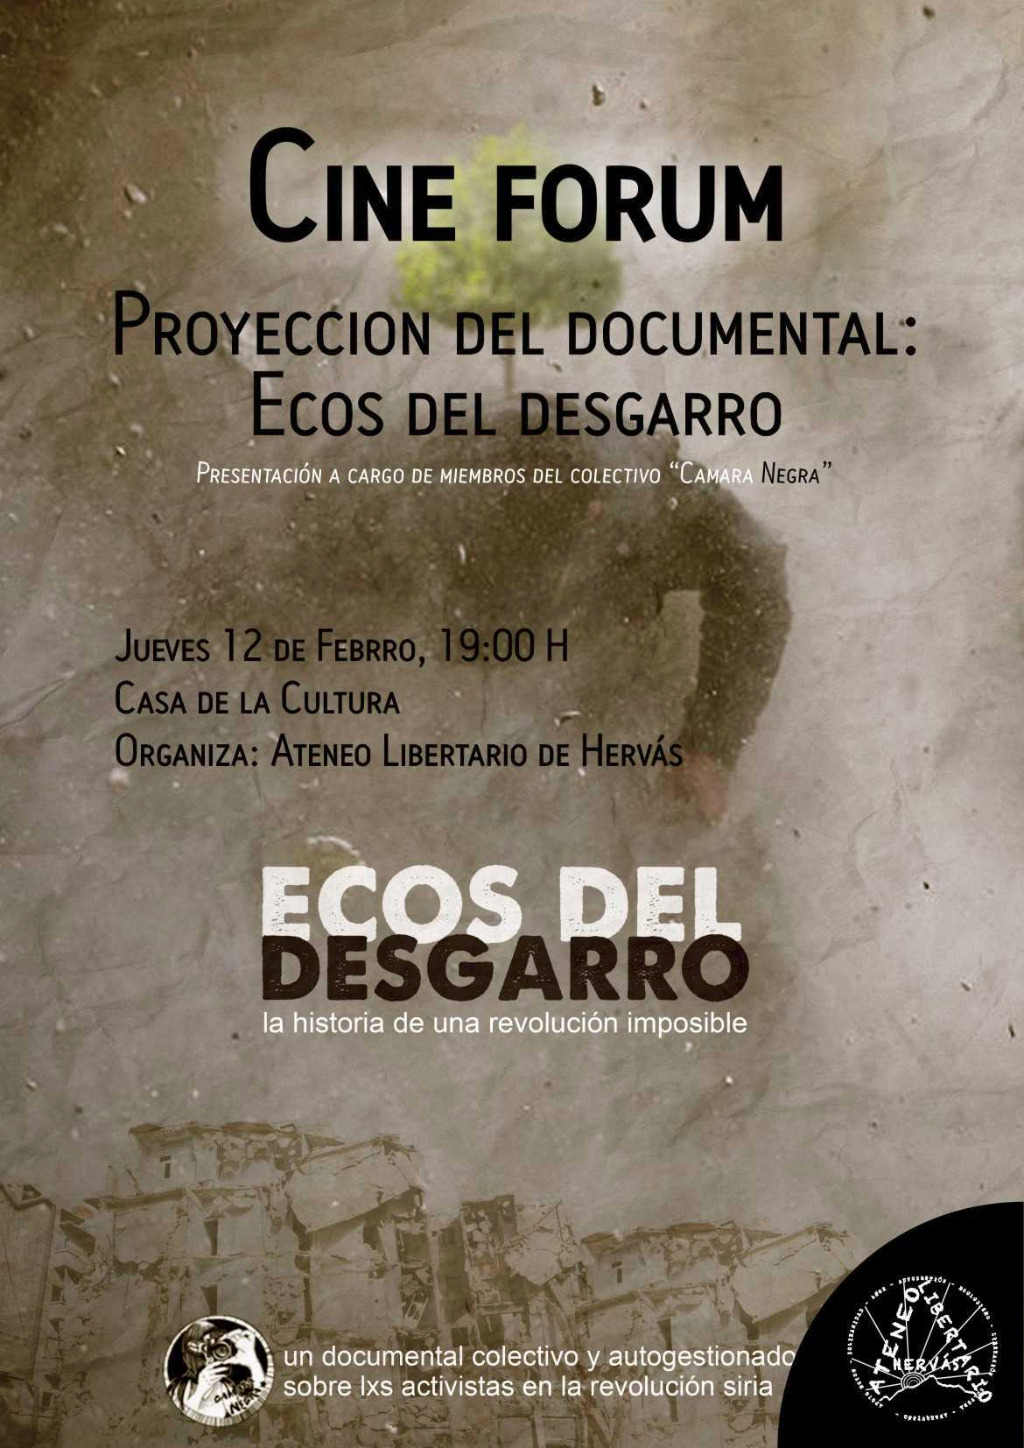 CINE FORUM
PROYECCION DEL DOCUMENTAL:
ECOS DEL DESGARRO
PRESENTACIÓN A CARGO DE MIEMBROS DEL COLECTIVO “CAMARA NEGRA”
JUEVES 12 DE FEBRRO, 19:00 H
CASA DE LA CULTURA
ORGANIZA: ATENEO LIBERTARIO DE HERVÁS
ECOS DEL
DESGARRO
la historia de una revolución imposible
un documental colectivo y autogestionado
sobre lxs activistas en la revolución siria
ATENEO LIBERTARIO
HERVÁS